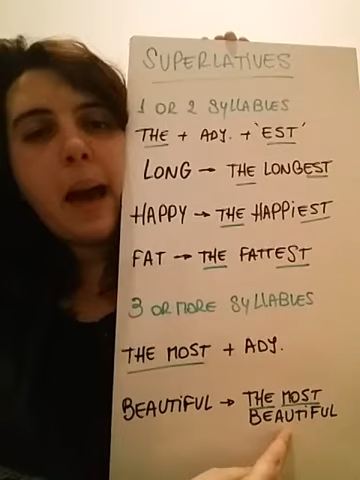 SUPERLATIVES
1 OR 2 SYLLABLES
THE + ADJ. + 'EST'
LONG → THE LONGEST
HAPPY → THE HAPPIEST
FAT → THE FATTEST
3 OR MORE SYLLABLES
THE MOST + ADJ.
BEAUTIFUL → THE MOST
BEAUTIFUL